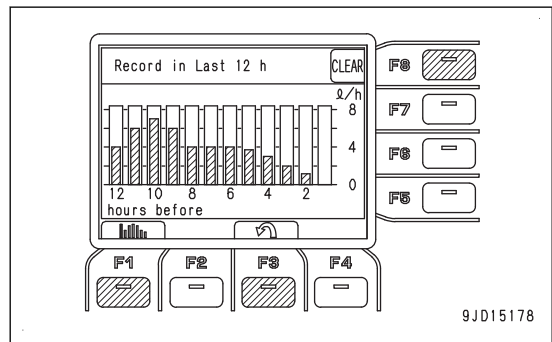 Record in Last 12 h
CLEAR
ℓ/h
8
4
0
12 10 8 6 4 2
hours before
F8
F7
F6
F5
F1 F2 F3 F4
9JD15178